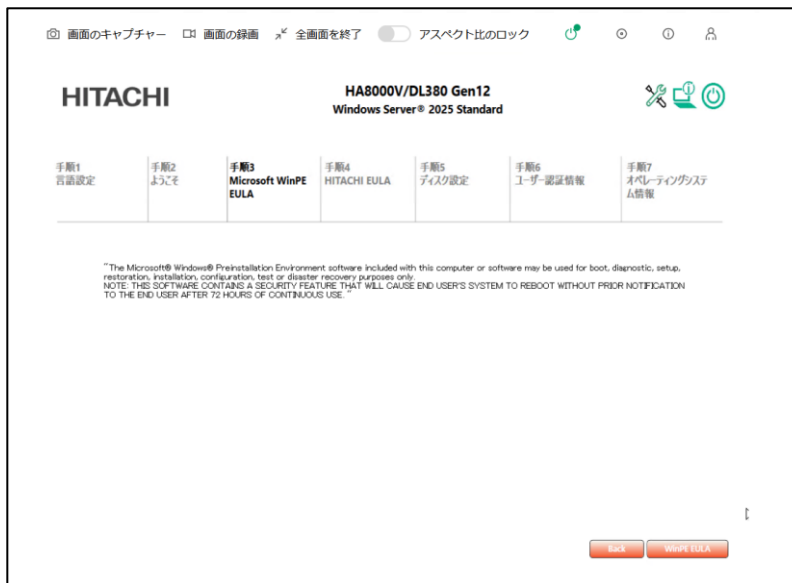 画面のキャプチャー 画面の録画 全画面を終了 アスペクト比のロック
HITACHI
HA8000V/DL380 Gen12
Windows Server® 2025 Standard
手順1
言語設定
手順2
ようこそ
手順3
Microsoft WinPE
EULA
手順4
HITACHI EULA
手順5
ディスク設定
手順6
ユーザー認証情報
手順7
オペレーティングシステ
ム情報
"The Microsoft® Windows® Preinstallation Environment software included with this computer or software may be used for boot, diagnostic, setup,
restoration, installation, configuration, test or disaster recovery purposes only.
NOTE: THIS SOFTWARE CONTAINS A SECURITY FEATURE THAT WILL CAUSE END USER'S SYSTEM TO REBOOT WITHOUT PRIOR NOTIFICATION
TO THE END USER AFTER 72 HOURS OF CONTINUOUS USE. "
Back WinPE EULA